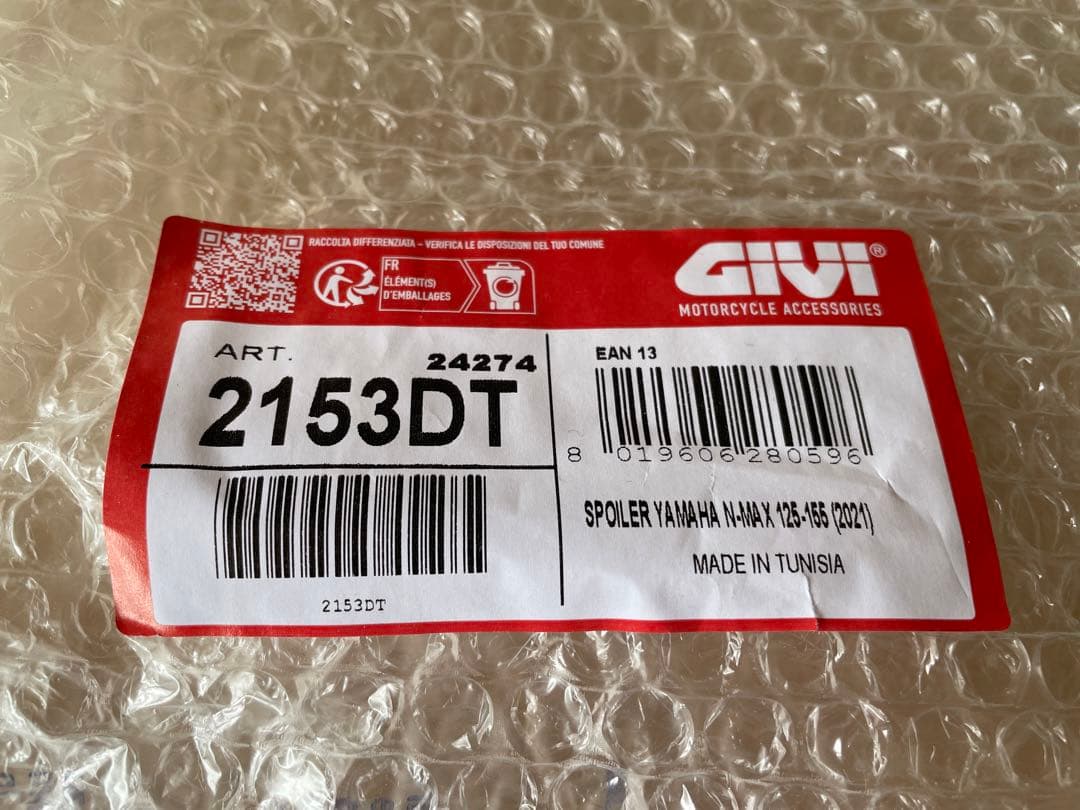 RACCOLTA DIFFERENZIATA – VERIFICA LE DISPOSIZIONI DEL TUO COMUNE
FR
ÉLÉMENT(S)
D'EMBALLAGES
GIVI®
MOTORCYCLE ACCESSORIES
ART.
24274
2153DT
2153DT
EAN 13
8 019606 280596
SPOILER YAMAHA N-MAX 125-155 (2021)
MADE IN TUNISIA